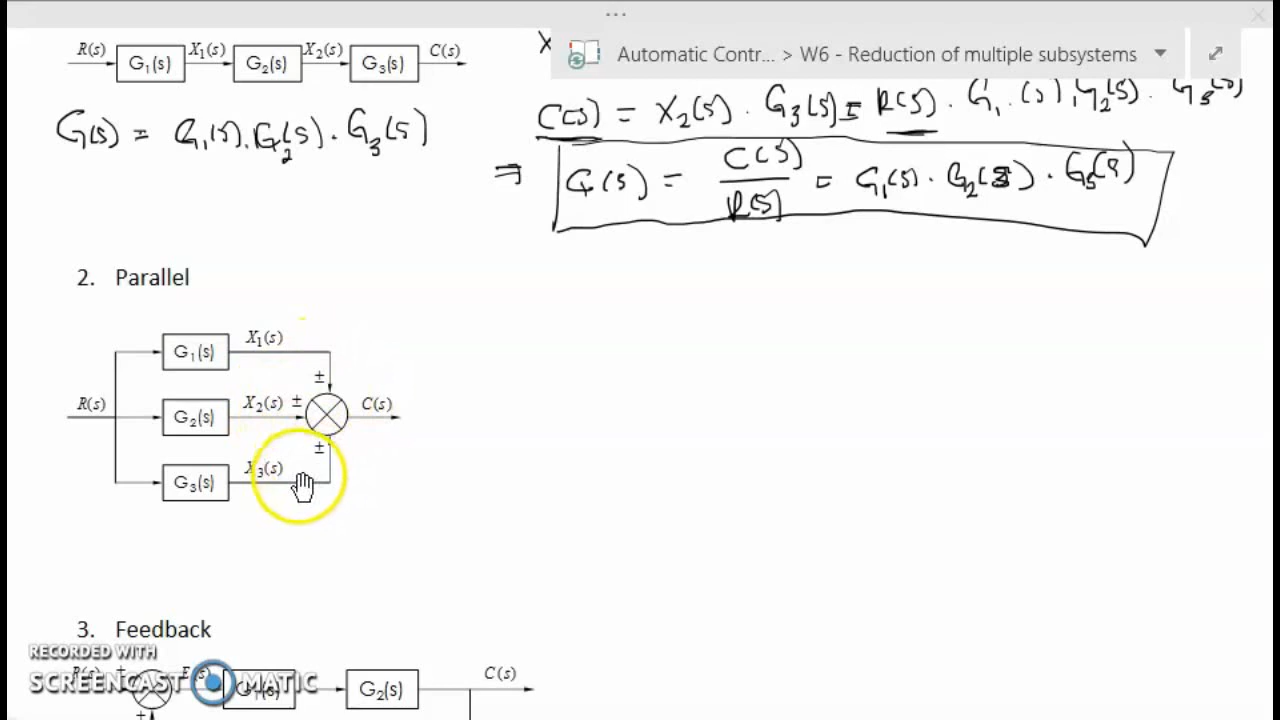 ...
Automatic Contr... > W6 - Reduction of multiple subsystems
R(s) G₁(s) X₁(s) G₂(s) X₂(s) G₃(s) C(s)
C(s) = X₂(s) · G₃(s) = R(s) · G₁(s) · G₂(s) · G₃(s)
G(s) = G₁(s) · G₂(s) · G₃(s)
⇒ G(s) = C(s)/R(s) = G₁(s) · G₂(s) · G₃(s)
2. Parallel
G₁(s) X₁(s)
±
R(s) G₂(s) X₂(s) ± C(s)
±
G₃(s) X₃(s)
3. Feedback
RECORDED WITH
SCREENCAST MATIC
R(s) + E(s) G₁(s) G₂(s) C(s)
±